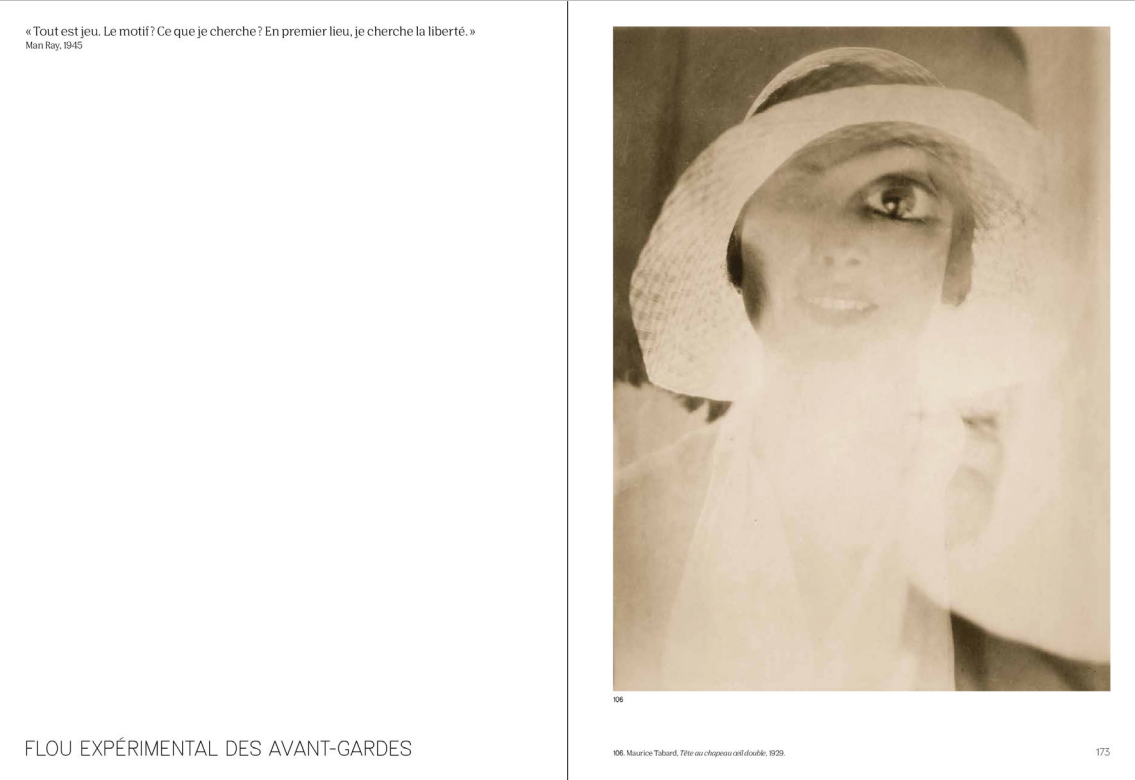 « Tout est jeu. Le motif ? Ce que je cherche ? En premier lieu, je cherche la liberté. »
Man Ray, 1945
FLOU EXPÉRIMENTAL DES AVANT-GARDES
106
106. Maurice Tabard, Tête au chapeau œil double, 1929.
173